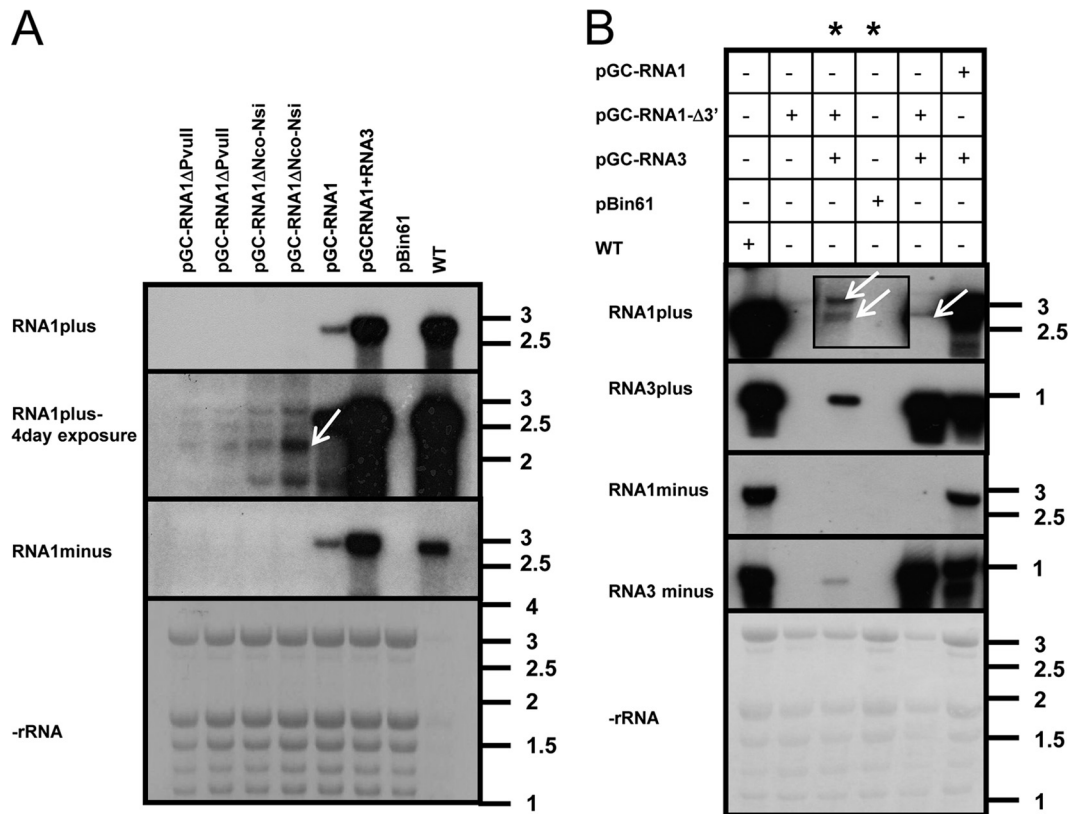 A
pGC-RNA1ΔPvuII
pGC-RNA1ΔPvuII
pGC-RNA1ΔNco-Nsi
pGC-RNA1ΔNco-Nsi
pGC-RNA1
pGCRNA1+RNA3
pBin61
WT
RNA1plus
3
2.5
RNA1plus-
4day exposure
3
2.5
2
RNA1minus
3
2.5
-rRNA
4
3
2.5
2
1.5
1
B
* *
pGC-RNA1 - - - - - +
pGC-RNA1-Δ3' - + + - + -
pGC-RNA3 - - + - + +
pBin61 - - - + - -
WT + - - - - -
RNA1plus
3
2.5
RNA3plus
1
RNA1minus
3
2.5
RNA3 minus
1
-rRNA
3
2.5
2
1.5
1